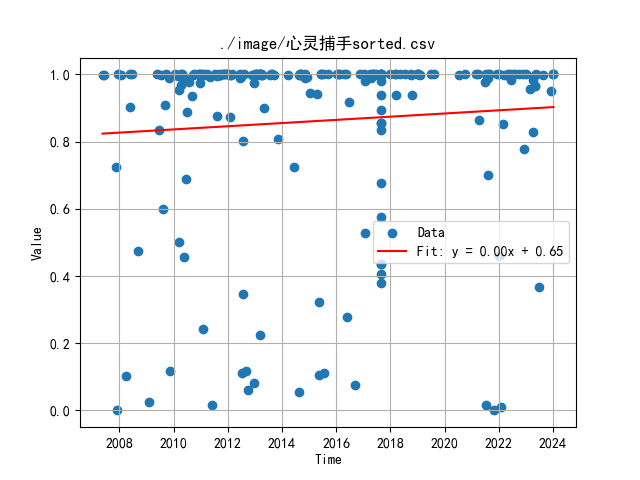 ./image/心灵捕手sorted.csv
Value
1.0
0.8
0.6
0.4
0.2
0.0
Data
Fit: y = 0.00x + 0.65
2008 2010 2012 2014 2016 2018 2020 2022 2024
Time